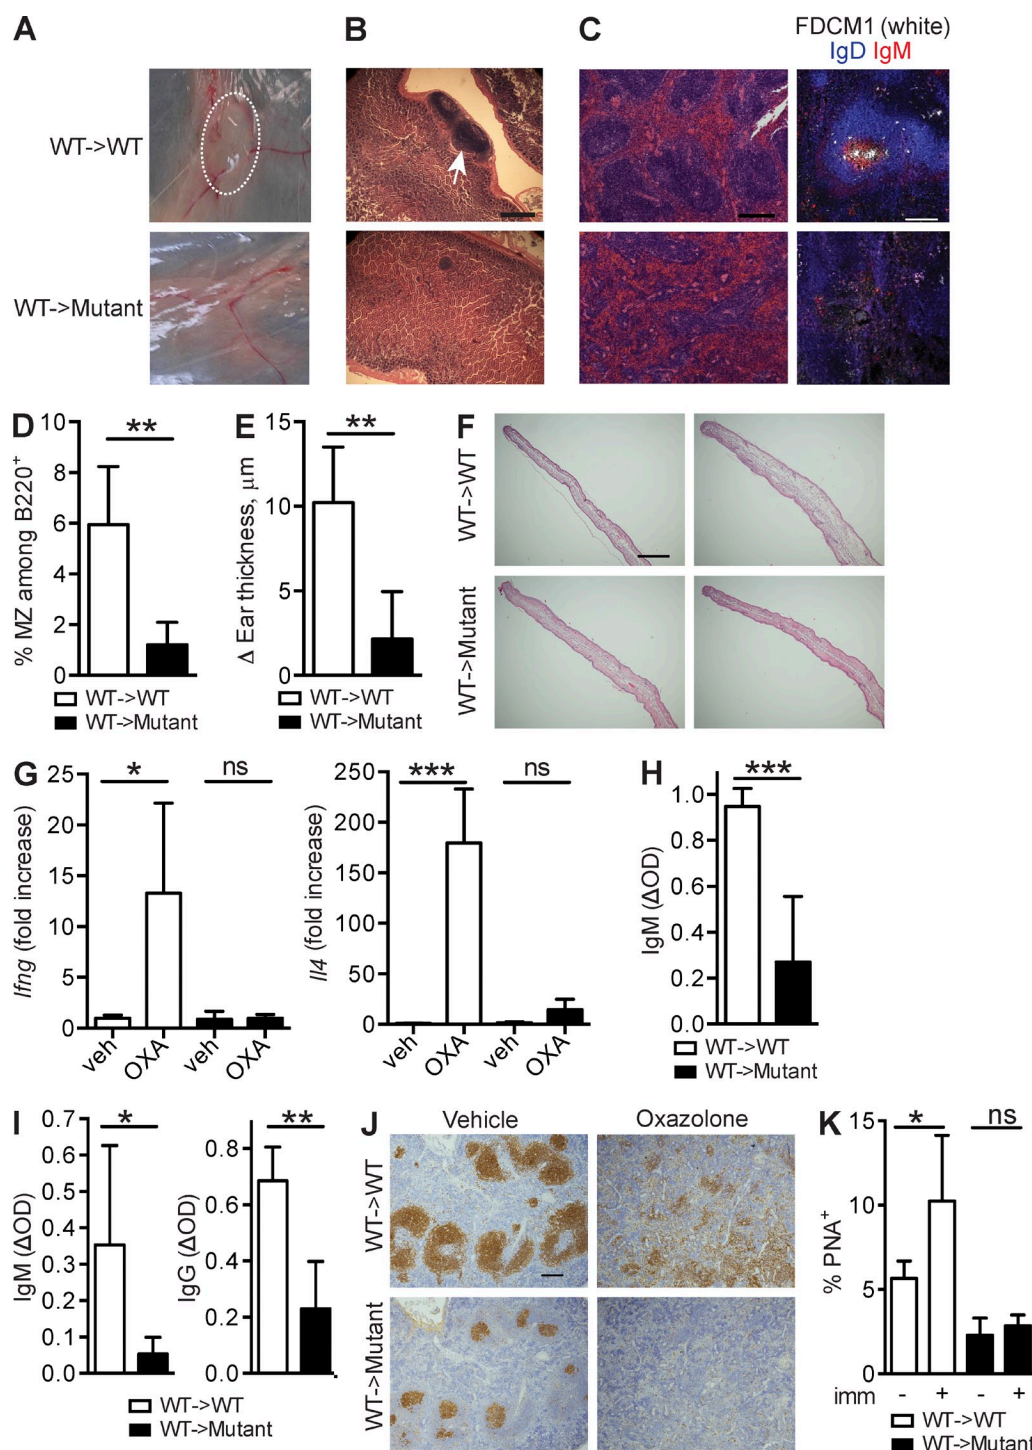 A
B
C
FDCM1 (white)
IgD IgM
WT->WT
WT->Mutant
D
% MZ among B220+
10
8
6
4
2
0
**
WT->WT
WT->Mutant
E
Δ Ear thickness, μm
15
10
5
0
**
WT->WT
WT->Mutant
F
WT->WT
WT->Mutant
G
Ifng (fold increase)
25
20
15
10
5
0
*
ns
veh
OXA
veh
OXA
Il4 (fold increase)
250
200
150
100
50
0
***
ns
veh
OXA
veh
OXA
H
IgM (ΔOD)
1.0
0.8
0.6
0.4
0.2
0.0
***
WT->WT
WT->Mutant
I
IgM (ΔOD)
0.7
0.6
0.5
0.4
0.3
0.2
0.1
0.0
*
IgG (ΔOD)
0.8
0.6
0.4
0.2
0.0
**
WT->WT
WT->Mutant
J
Vehicle
Oxazolone
WT->WT
WT->Mutant
K
% PNA+
15
10
5
0
*
ns
imm - + - +
WT->WT
WT->Mutant